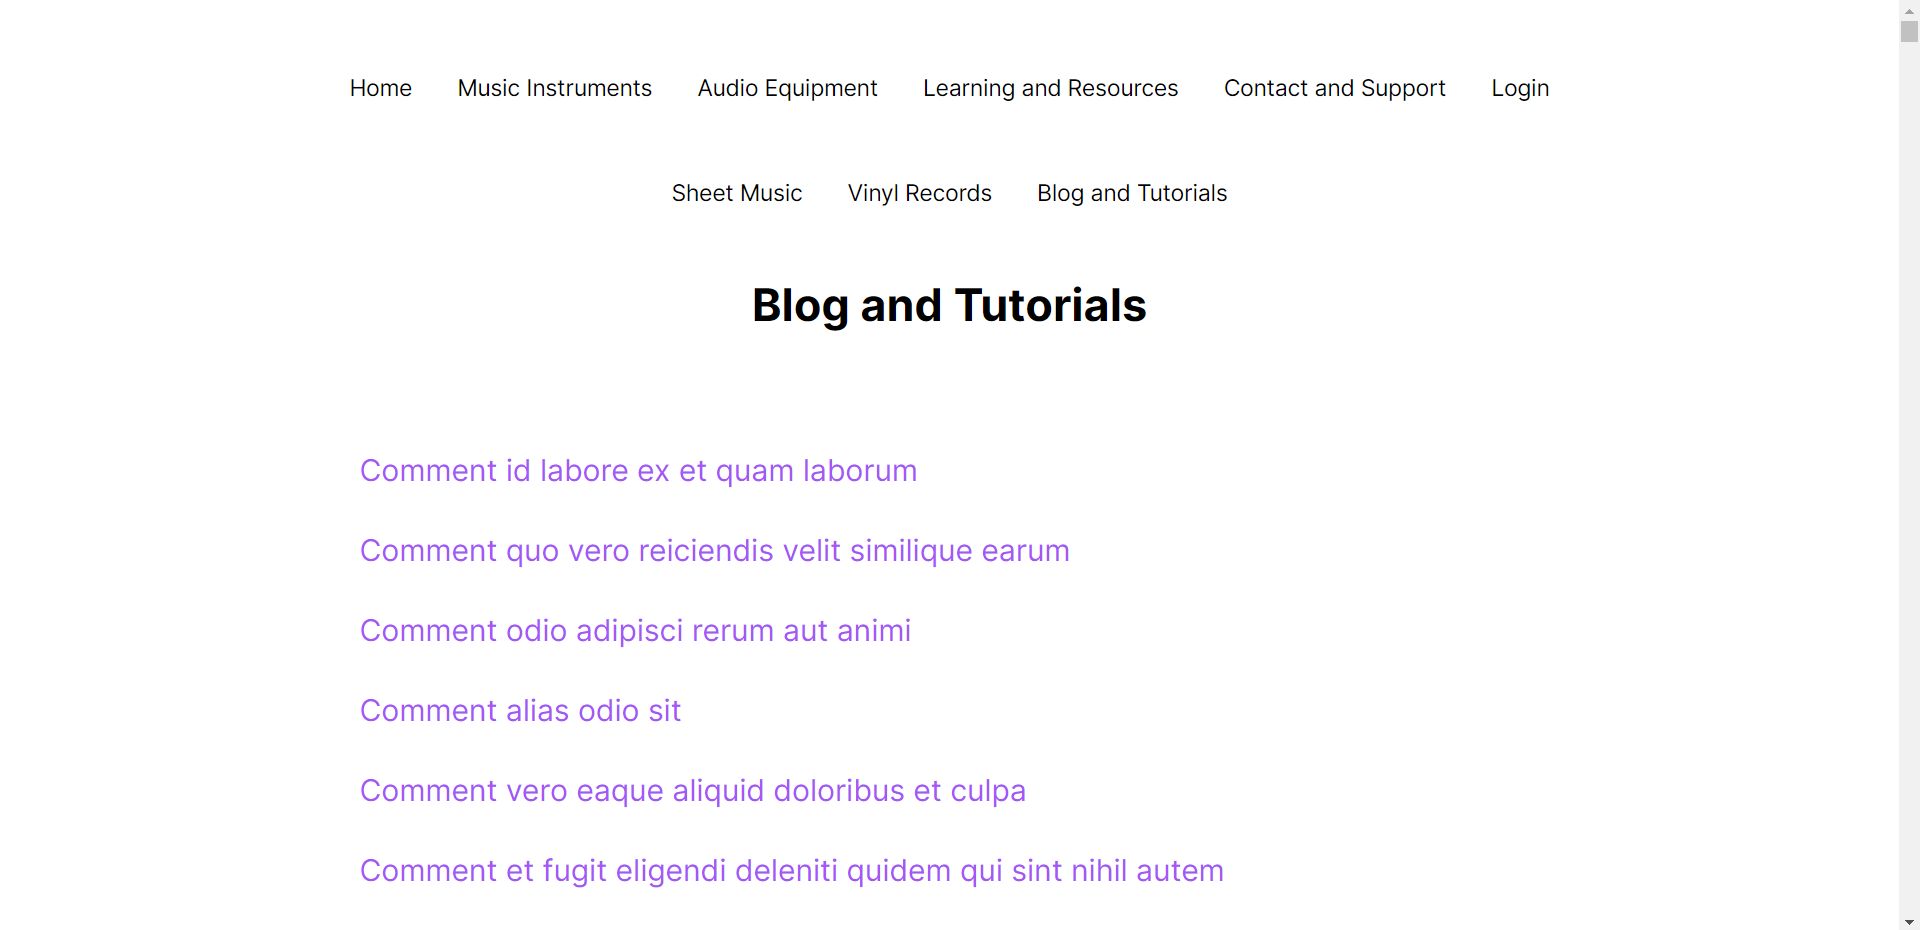 Home Music Instruments Audio Equipment Learning and Resources Contact and Support Login
Sheet Music Vinyl Records Blog and Tutorials
Blog and Tutorials
Comment id labore ex et quam laborum
Comment quo vero reiciendis velit similique earum
Comment odio adipisci rerum aut animi
Comment alias odio sit
Comment vero eaque aliquid doloribus et culpa
Comment et fugit eligendi deleniti quidem qui sint nihil autem